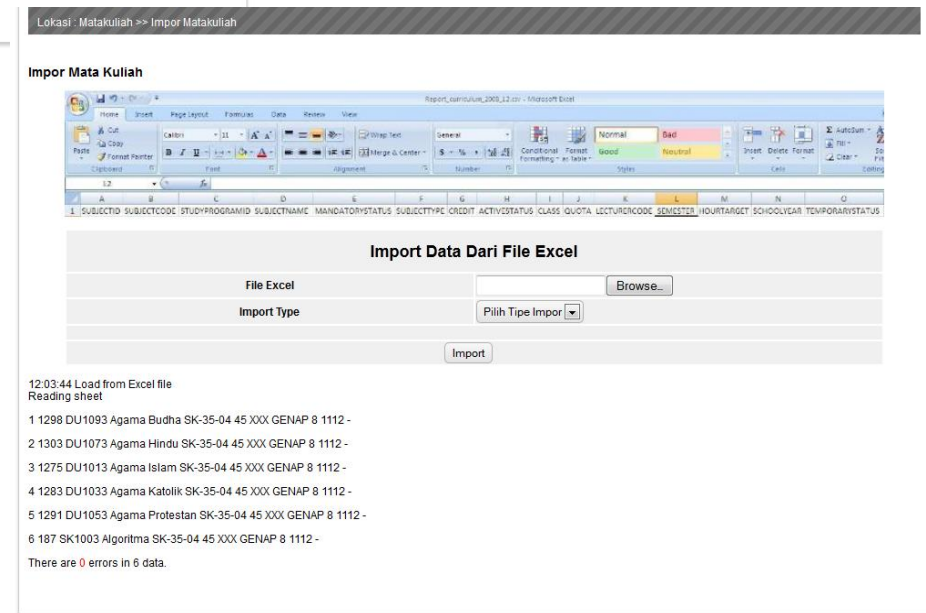 Lokasi : Matakuliah >> Impor Matakuliah
Impor Mata Kuliah
Report_curriculum_2008_12.csv - Microsoft Excel
Home Insert Page Layout Formulas Data Review View
Cut
Copy
Format Painter
Paste
Clipboard
Calibri 11
Font
Wrap Text
Merge & Center
Alignment
General
Number
Conditional Formatting
Format as Table
Normal Bad
Good Neutral
Styles
Insert Delete Format
Cells
AutoSum
Fill
Clear
Editing
L2
A B C D E F G H I J K L M N O
1 SUBJECTID SUBJECTCODE STUDYPROGRAMID SUBJECTNAME MANDATORYSTATUS SUBJECTTYPE CREDIT ACTIVESTATUS CLASS QUOTA LECTURERCODE SEMESTER HOURTARGET SCHOOLYEAR TEMPORARYSTATUS
Import Data Dari File Excel
File Excel Browse..
Import Type Pilih Tipe Impor
Import
12:03:44 Load from Excel file
Reading sheet
1 1298 DU1093 Agama Budha SK-35-04 45 XXX GENAP 8 1112 -
2 1303 DU1073 Agama Hindu SK-35-04 45 XXX GENAP 8 1112 -
3 1275 DU1013 Agama Islam SK-35-04 45 XXX GENAP 8 1112 -
4 1283 DU1033 Agama Katolik SK-35-04 45 XXX GENAP 8 1112 -
5 1291 DU1053 Agama Protestan SK-35-04 45 XXX GENAP 8 1112 -
6 187 SK1003 Algoritma SK-35-04 45 XXX GENAP 8 1112 -
There are 0 errors in 6 data.